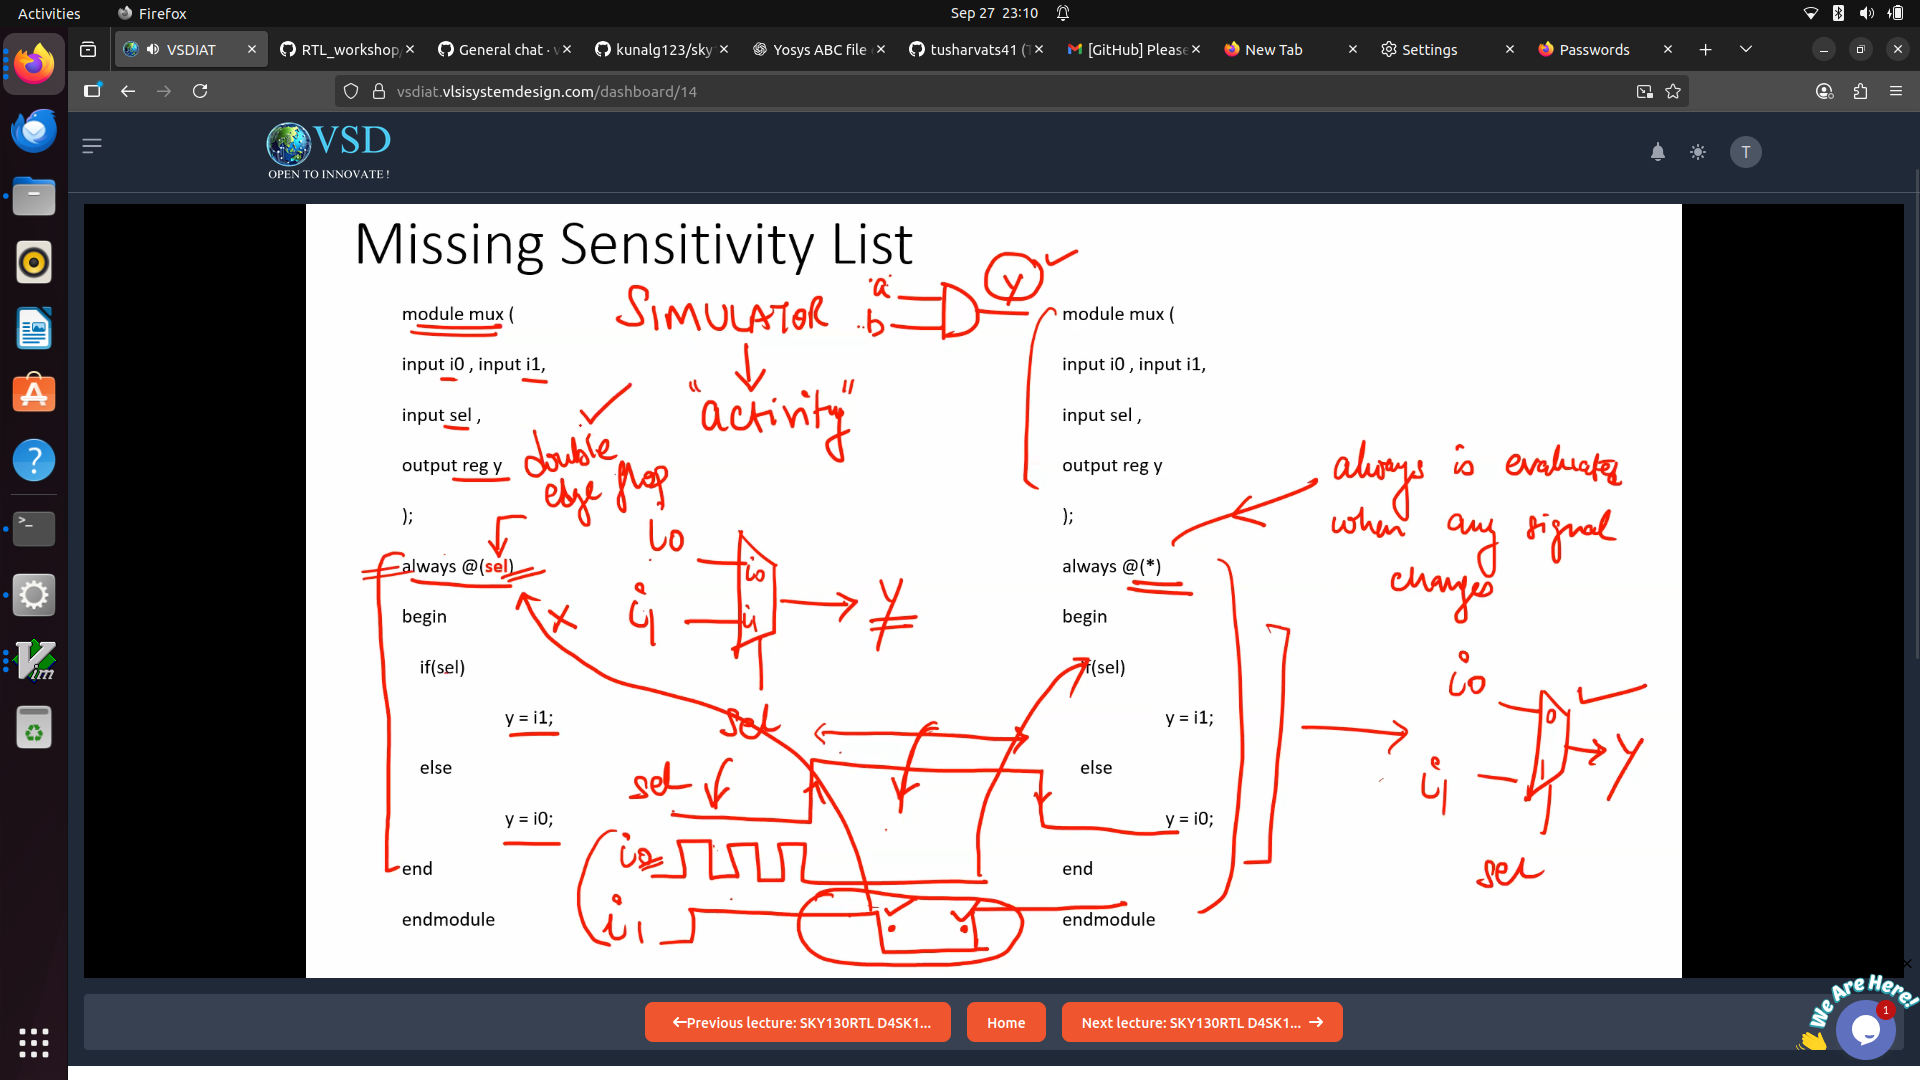 Activities
Firefox
Sep 27 23:10
VSDIAT
RTL_workshop
General chat · v
kunalg123/sky
Yosys ABC file
tusharvats41 (T
[GitHub] Please
New Tab
Settings
Passwords
vsdiat.vlsisystemdesign.com/dashboard/14
VSD
OPEN TO INNOVATE !
T
Missing Sensitivity List
module mux (
input i0 , input i1,
input sel ,
output reg y
);
always @(sel)
begin
if(sel)
y = i1;
else
y = i0;
end
endmodule
SIMULATOR
"activity"
a
b
y
double
edge flop
i0
i1
i0
i1
y
sel
sel
i0
i1
module mux (
input i0 , input i1,
input sel ,
output reg y
);
always @(*)
begin
if(sel)
y = i1;
else
y = i0;
end
endmodule
always is evaluates
when any signal
changes
i0
0
i1
1
y
sel
←Previous lecture: SKY130RTL D4SK1...
Home
Next lecture: SKY130RTL D4SK1... →
We Are Here!
1